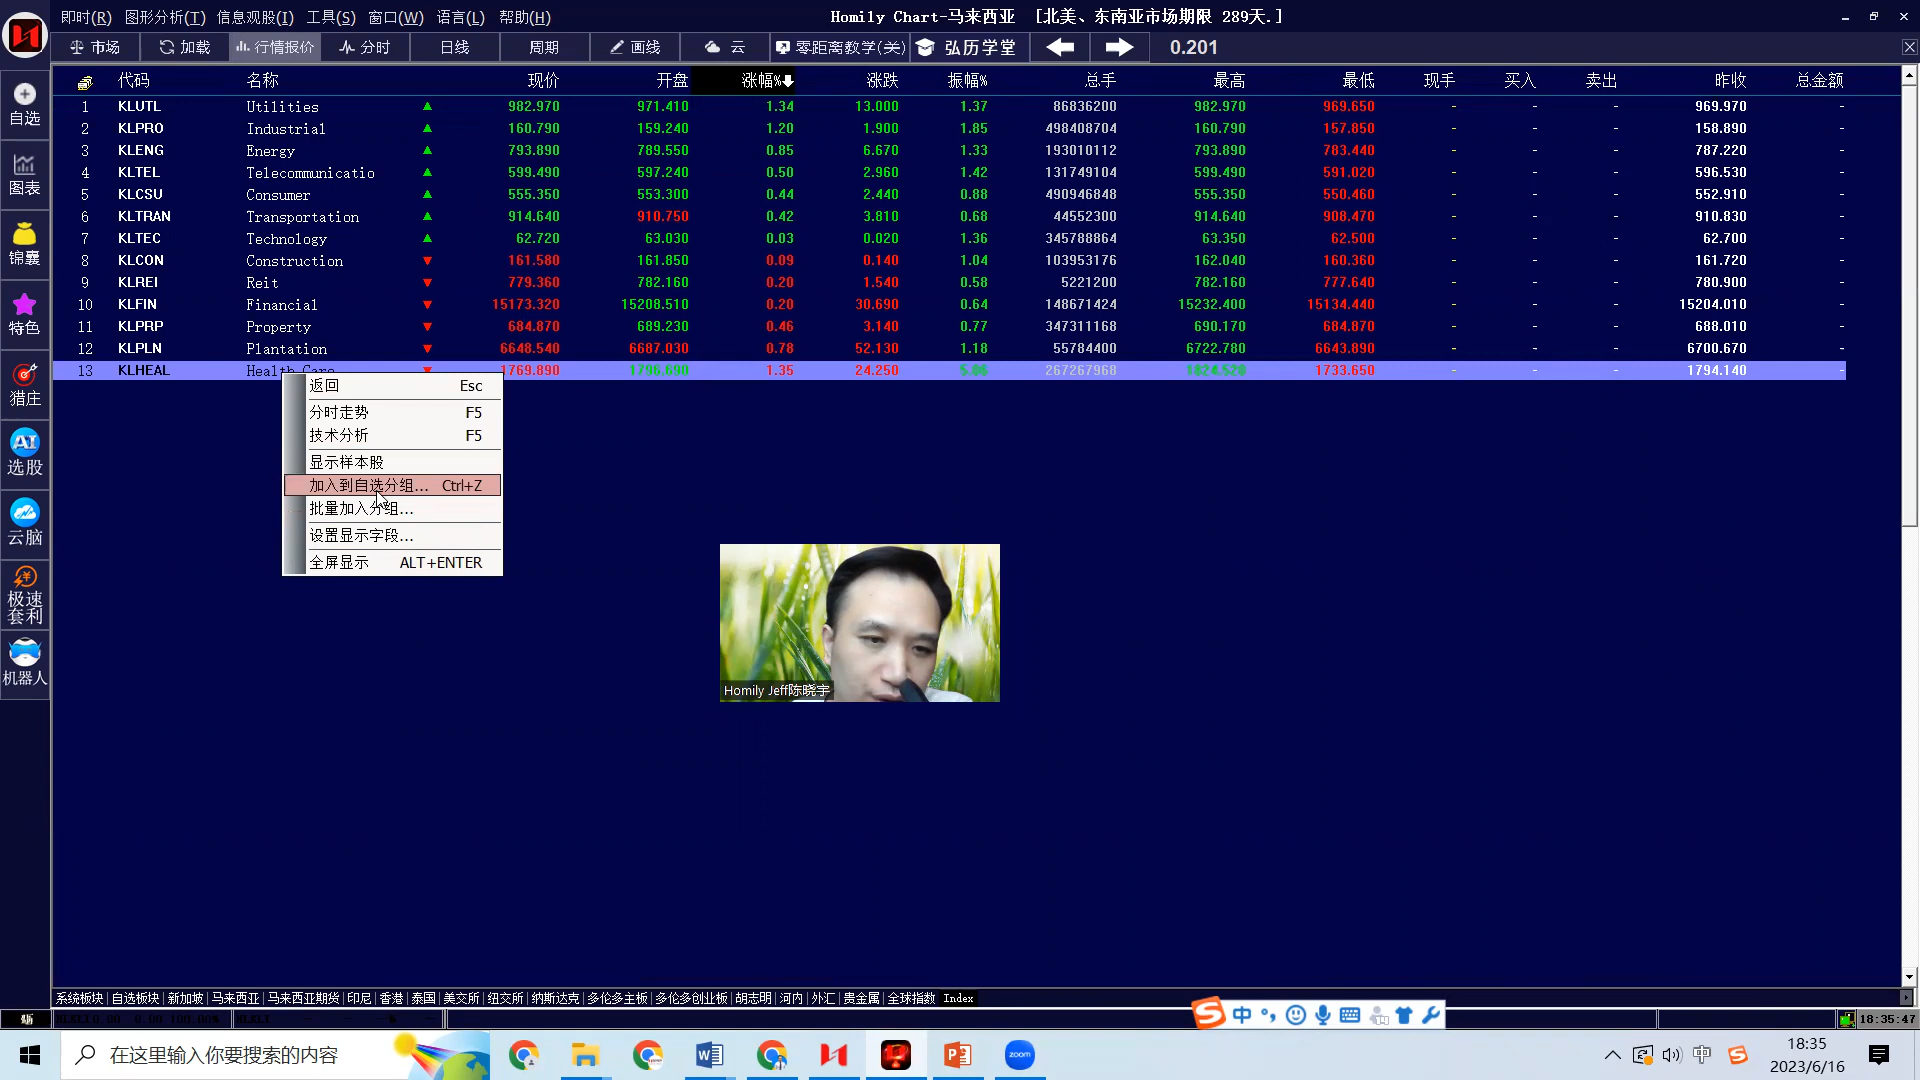 即时(R) 图形分析(T) 信息观股(I) 工具(S) 窗口(W) 语言(L) 帮助(H) Homily Chart-马来西亚 [北美、东南亚市场期限 289天.]
市场 加载 行情报价 分时 日线 周期 画线 云 零距离教学(关) 弘历学堂 0.201
代码 名称 现价 开盘 涨幅% 涨跌 振幅% 总手 最高 最低 现手 买入 卖出 昨收 总金额
1 KLUTL Utilities 982.970 971.410 1.34 13.000 1.37 86836200 982.970 969.650 - - - 969.970 -
2 KLPRO Industrial 160.790 159.240 1.20 1.900 1.85 498408704 160.790 157.850 - - - 158.890 -
3 KLENG Energy 793.890 789.550 0.85 6.670 1.33 193010112 793.890 783.440 - - - 787.220 -
4 KLTEL Telecommunicatio 599.490 597.240 0.50 2.960 1.42 131749104 599.490 591.020 - - - 596.530 -
5 KLCSU Consumer 555.350 553.300 0.44 2.440 0.88 490946848 555.350 550.460 - - - 552.910 -
6 KLTRAN Transportation 914.640 910.750 0.42 3.810 0.68 44552300 914.640 908.470 - - - 910.830 -
7 KLTEC Technology 62.720 63.030 0.03 0.020 1.36 345788864 63.350 62.500 - - - 62.700 -
8 KLCON Construction 161.580 161.850 0.09 0.140 1.04 103953176 162.040 160.360 - - - 161.720 -
9 KLREI Reit 779.360 782.160 0.20 1.540 0.58 5221200 782.160 777.640 - - - 780.900 -
10 KLFIN Financial 15173.320 15208.510 0.20 30.690 0.64 148671424 15232.400 15134.440 - - - 15204.010 -
11 KLPRP Property 684.870 689.230 0.46 3.140 0.77 347311168 690.170 684.870 - - - 688.010 -
12 KLPLN Plantation 6648.540 6687.030 0.78 52.130 1.18 55784400 6722.780 6643.890 - - - 6700.670 -
13 KLHEAL Health Care 1769.890 1796.690 1.35 24.250 5.06 267267968 1824.520 1733.650 - - - 1794.140 -
自选
图表
锦囊
特色
猎庄
AI
选股
云脑
极速
套利
机器人
返回 Esc
分时走势 F5
技术分析 F5
显示样本股
加入到自选分组... Ctrl+Z
批量加入分组...
设置显示字段...
全屏显示 ALT+ENTER
Homily Jeff陈晓宇
系统板块 自选板块 新加坡 马来西亚 马来西亚期货 印尼 香港 泰国 美交所 纽交所 纳斯达克 多伦多主板 多伦多创业板 胡志明 河内 外汇 贵金属 全球指数 Index
中
18:35:47
在这里输入你要搜索的内容
zoom
中
18:35
2023/6/16